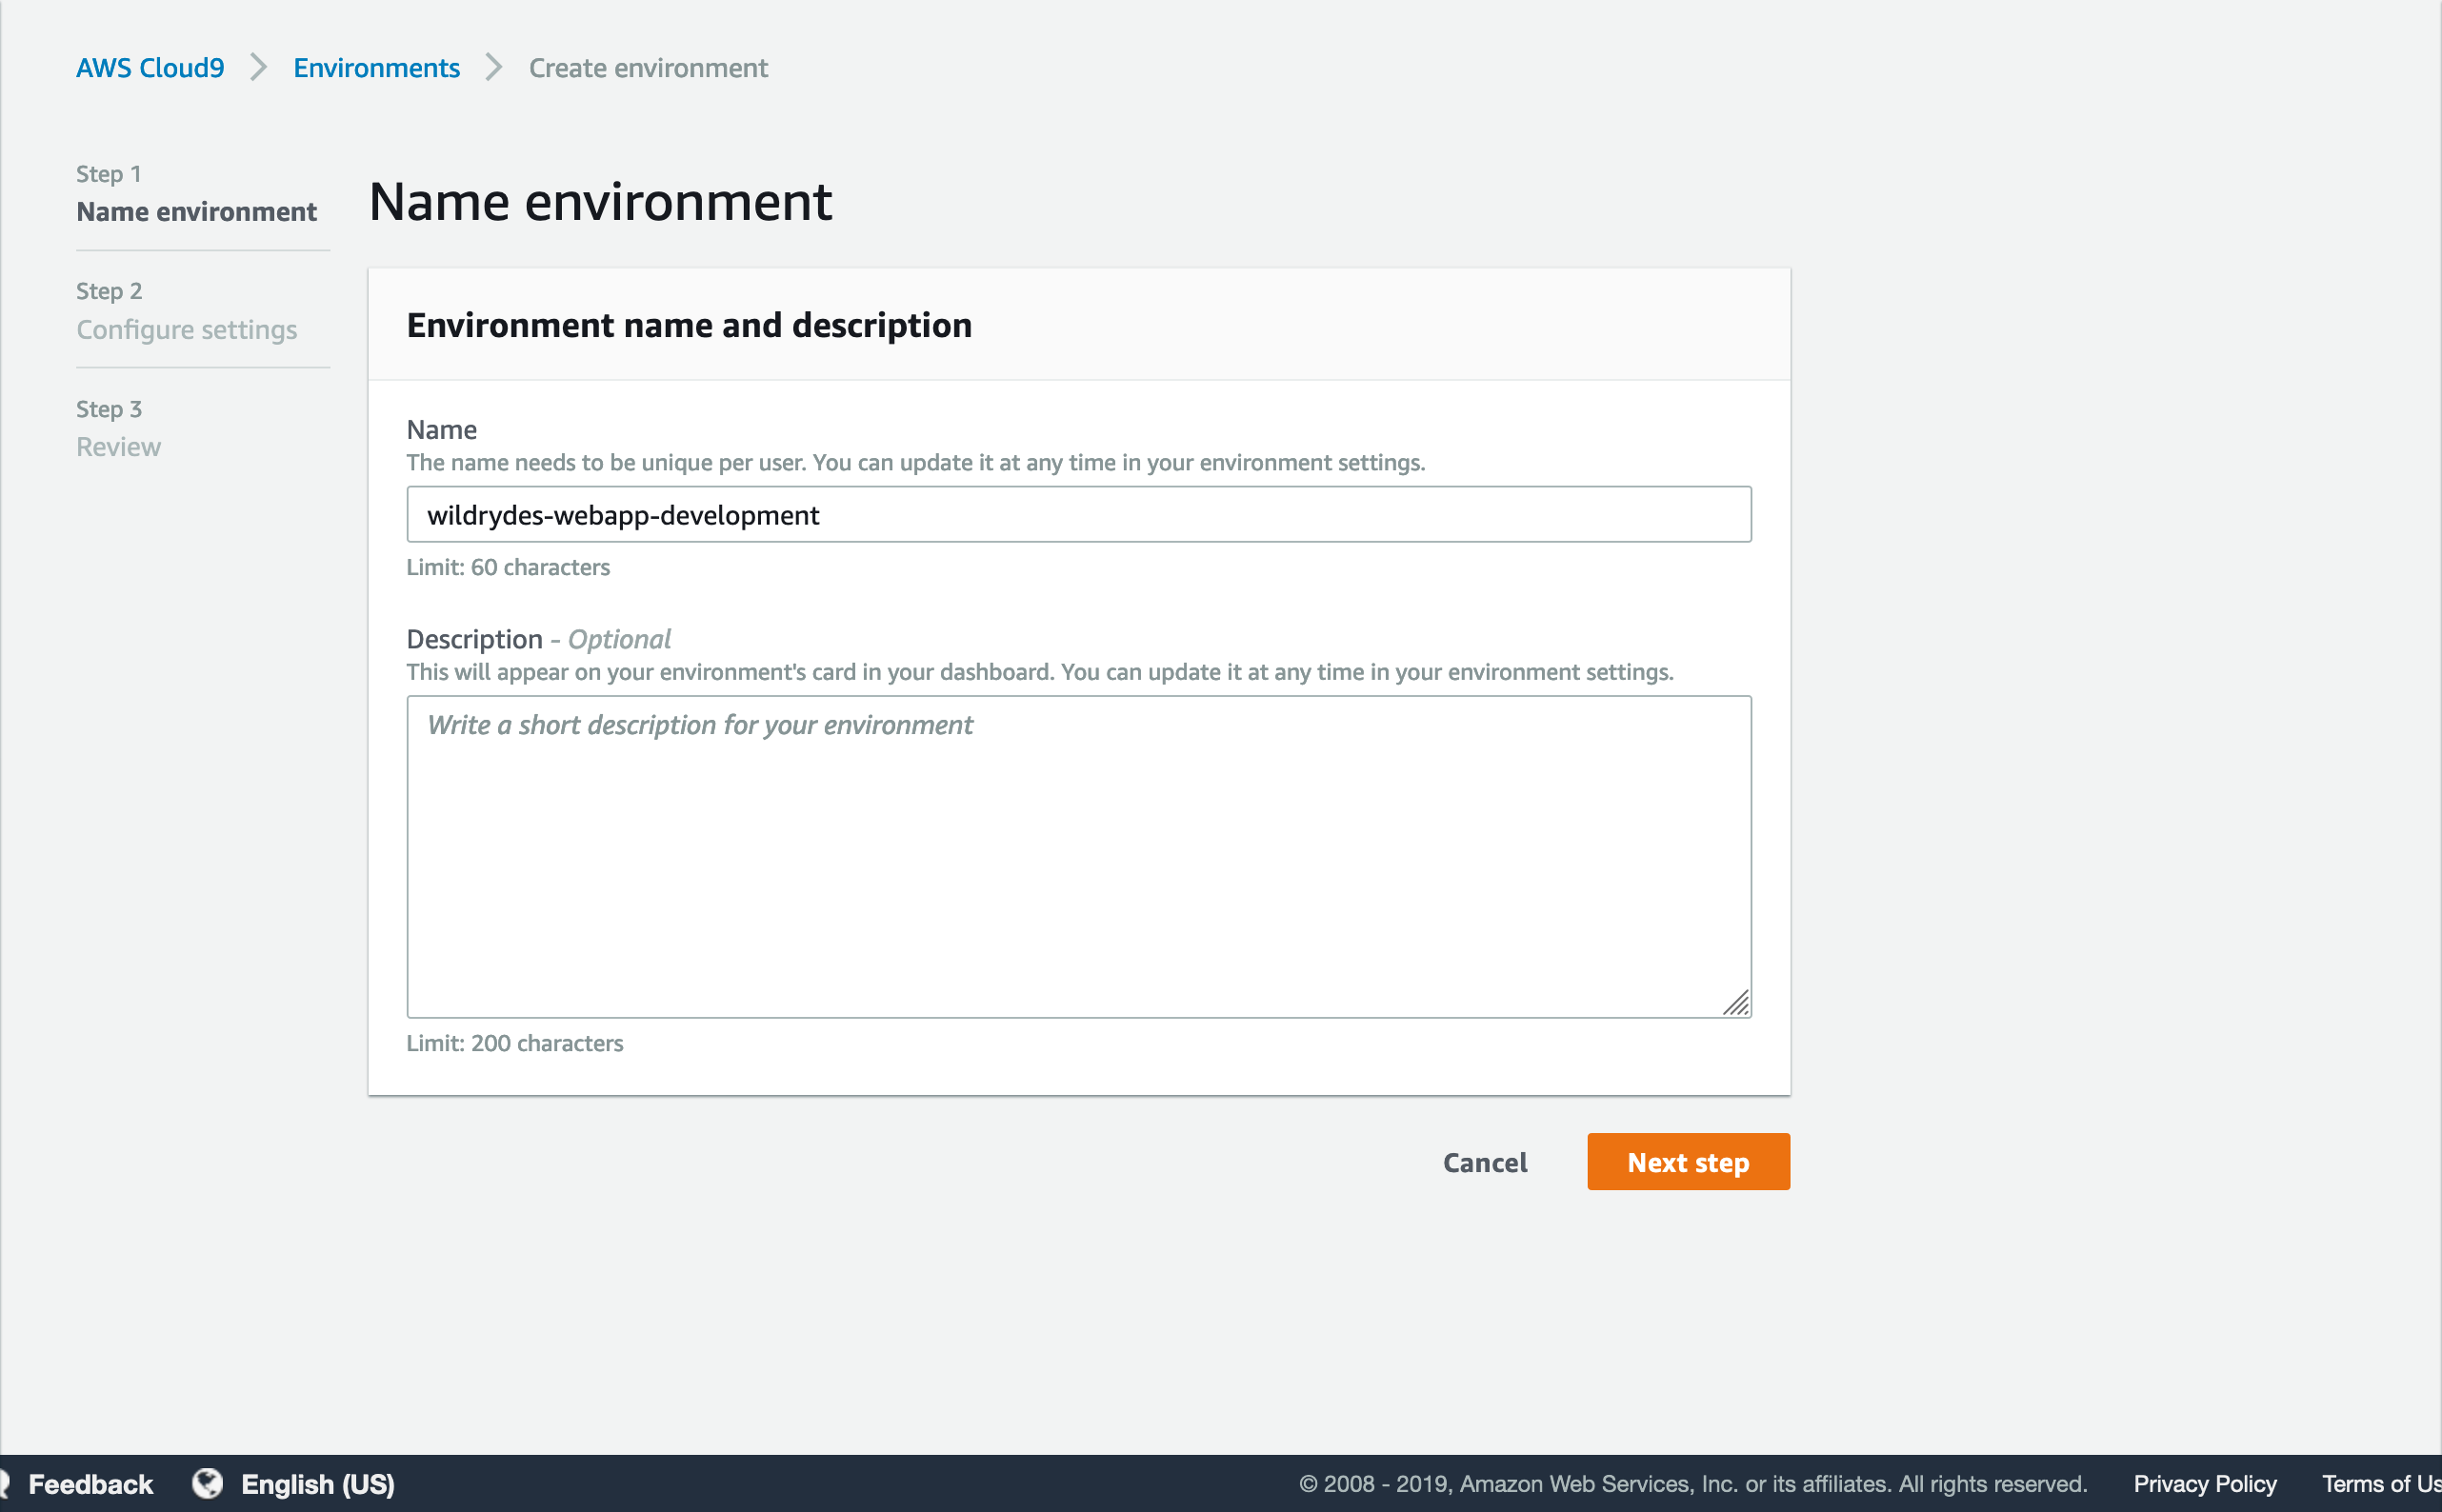 AWS Cloud9 > Environments > Create environment
Step 1
Name environment
Step 2
Configure settings
Step 3
Review
Name environment
Environment name and description
Name
The name needs to be unique per user. You can update it at any time in your environment settings.
wildrydes-webapp-development
Limit: 60 characters
Description - Optional
This will appear on your environment's card in your dashboard. You can update it at any time in your environment settings.
Write a short description for your environment
Limit: 200 characters
Cancel Next step
Feedback English (US) © 2008 - 2019, Amazon Web Services, Inc. or its affiliates. All rights reserved. Privacy Policy Terms of